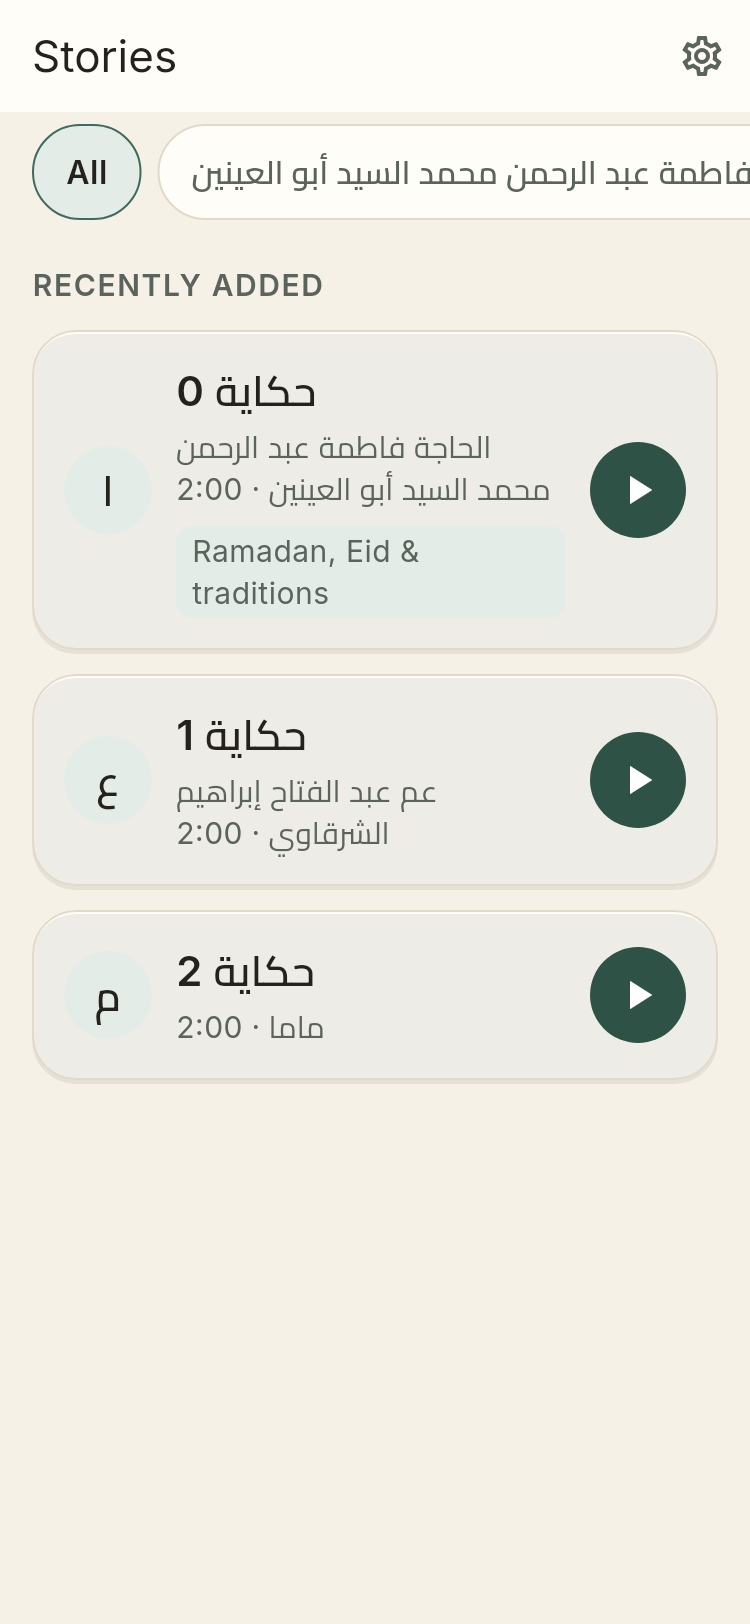 Stories
All
فاطمة عبد الرحمن محمد السيد أبو العينين
RECENTLY ADDED
حكاية 0
الحاجة فاطمة عبد الرحمن
محمد السيد أبو العينين · 2:00
ا
Ramadan, Eid &
traditions
حكاية 1
عم عبد الفتاح إبراهيم
الشرقاوي · 2:00
ع
حكاية 2
ماما · 2:00
م